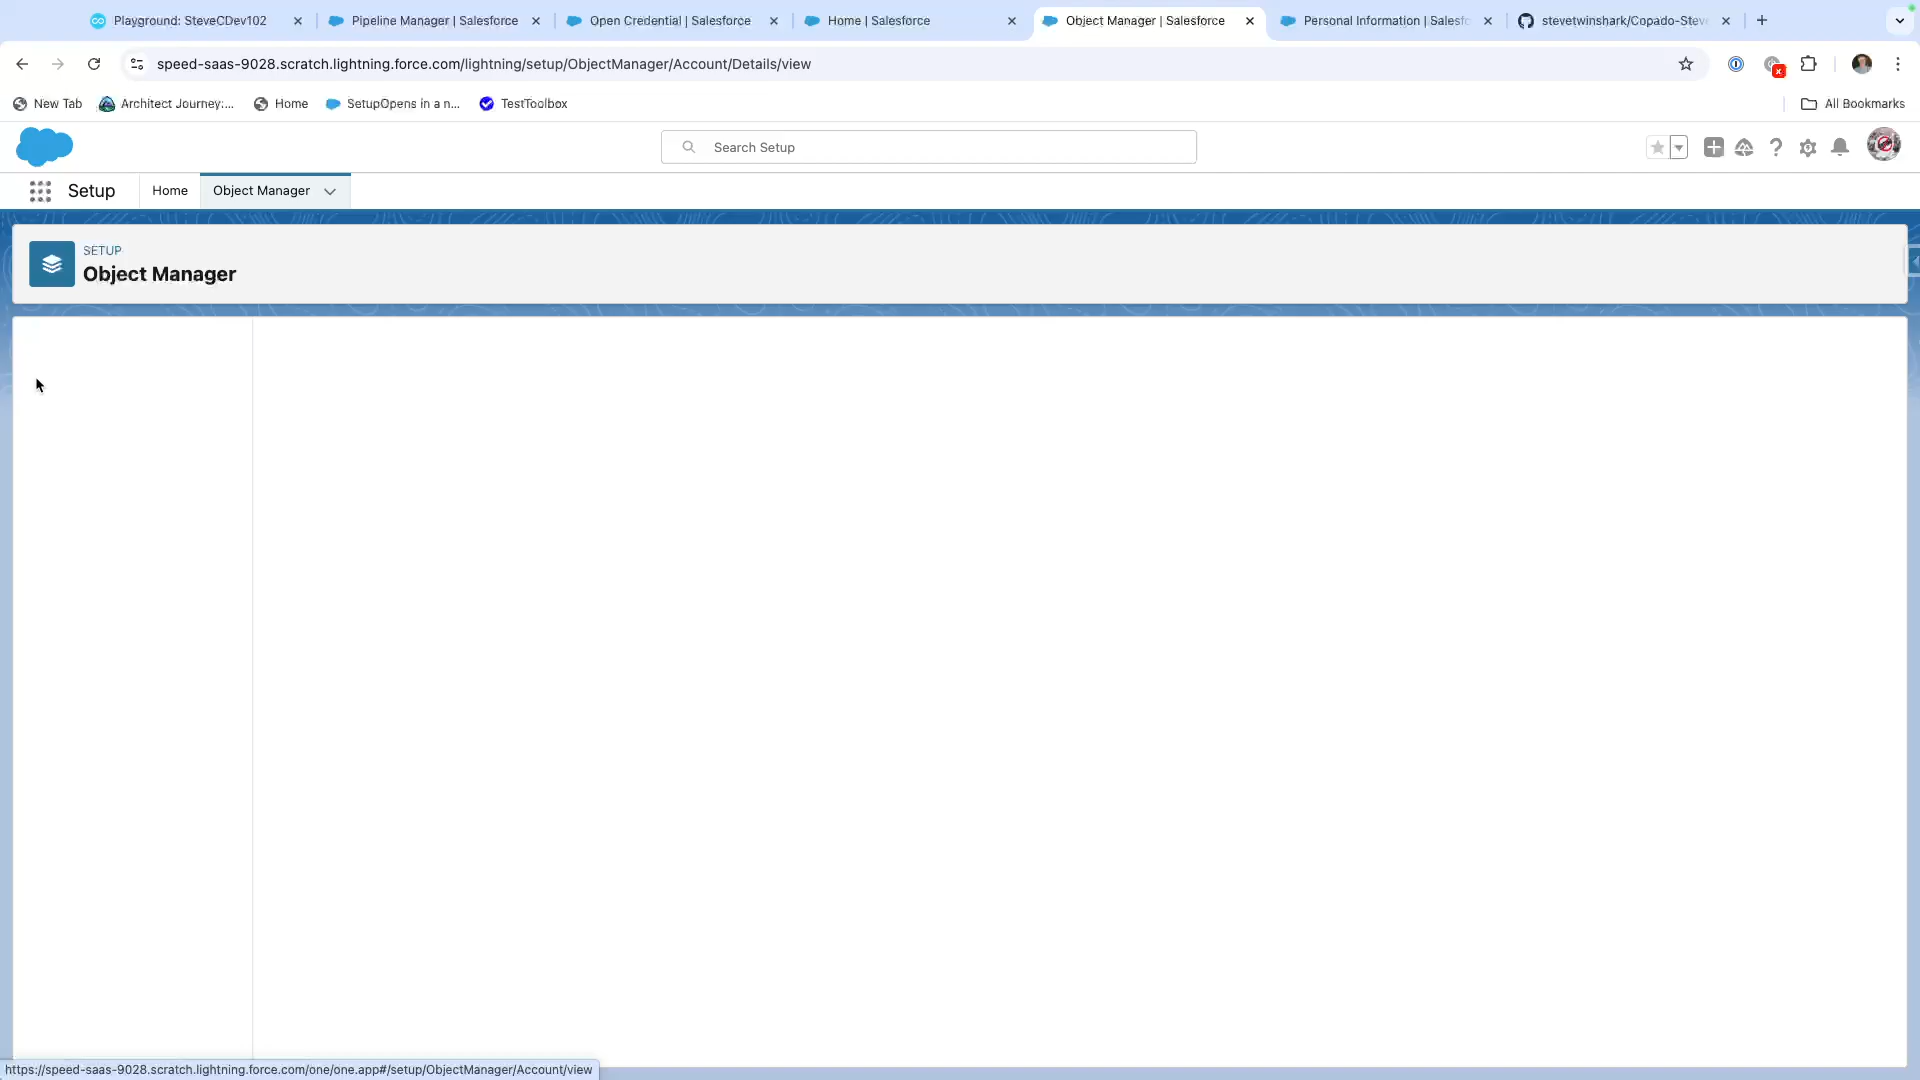 Playground: SteveCDev102
Pipeline Manager | Salesforce
Open Credential | Salesforce
Home | Salesforce
Object Manager | Salesforce
Personal Information | Salesfo
stevetwinshark/Copado-Steve
speed-saas-9028.scratch.lightning.force.com/lightning/setup/ObjectManager/Account/Details/view
New Tab
Architect Journey:...
Home
SetupOpens in a n...
TestToolbox
All Bookmarks
Search Setup
Setup
Home
Object Manager
SETUP
Object Manager
https://speed-saas-9028.scratch.lightning.force.com/one/one.app#/setup/ObjectManager/Account/view